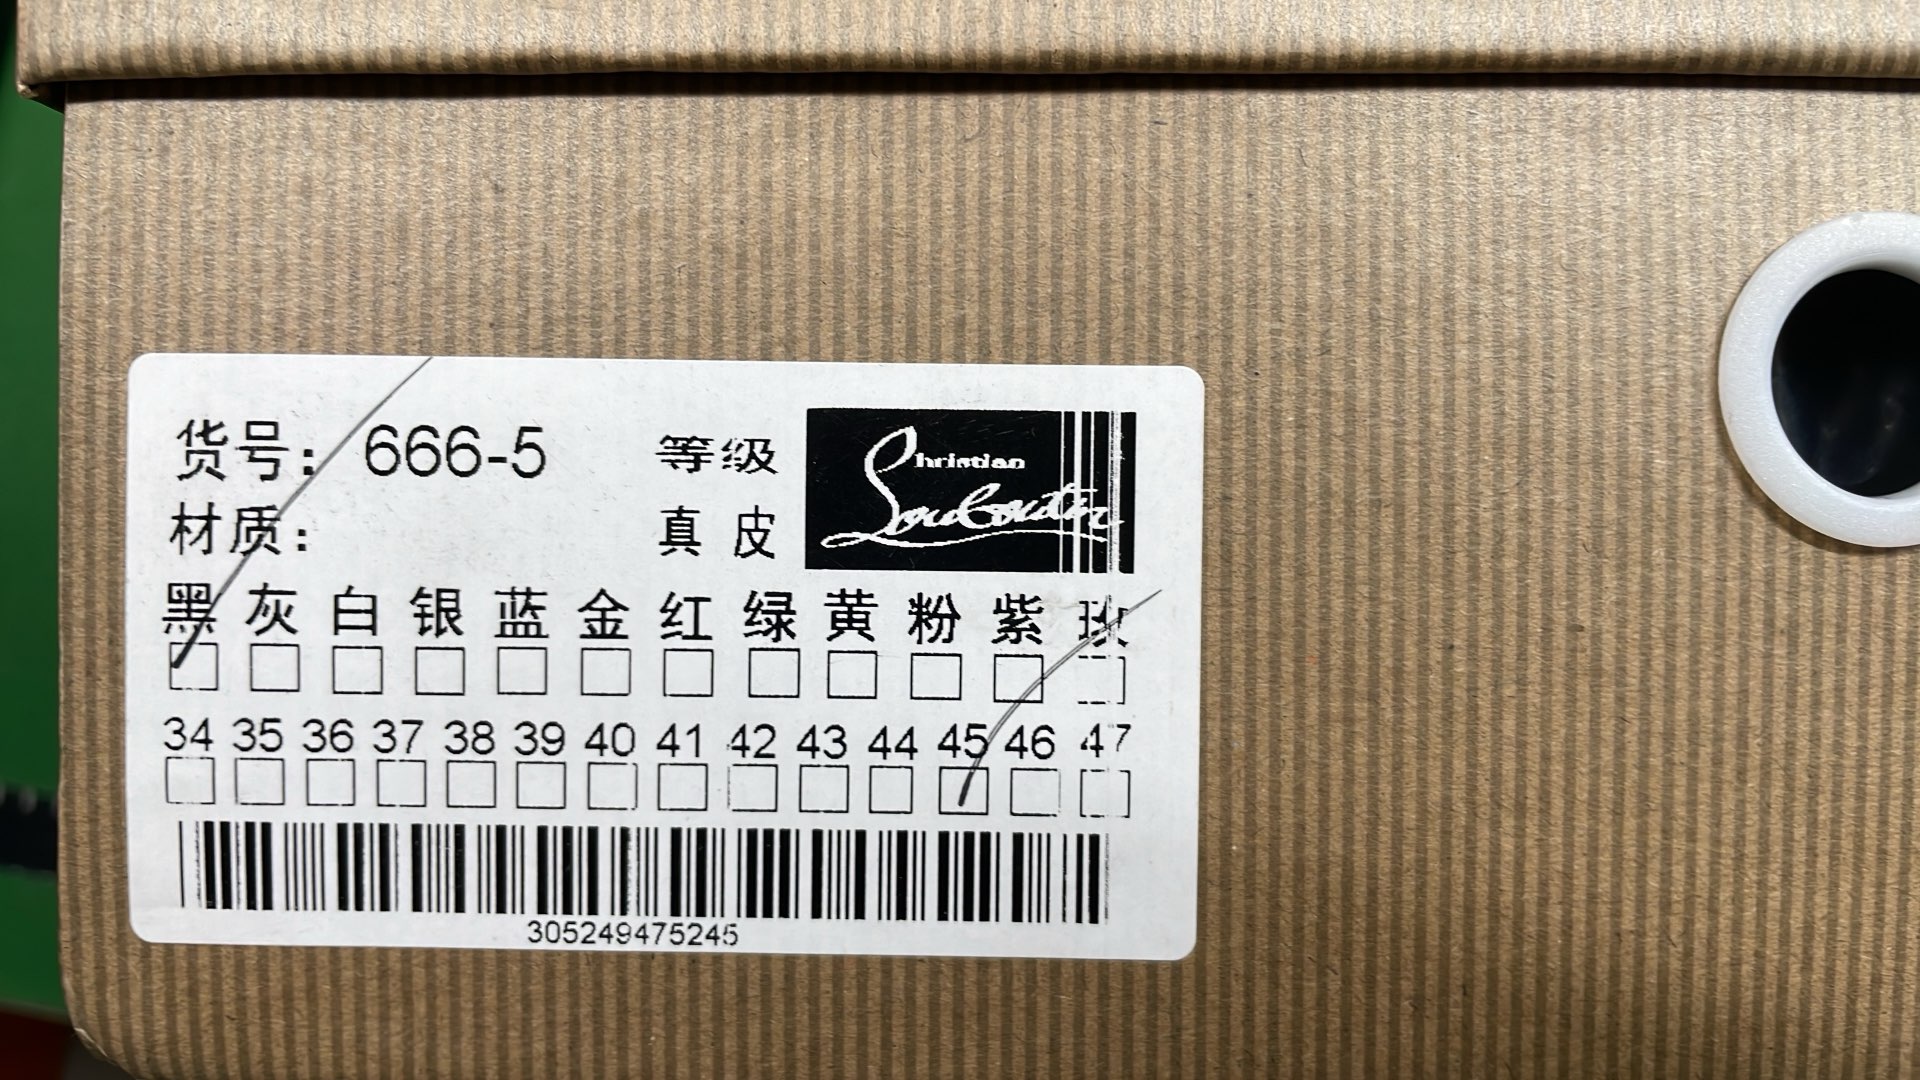 货号: 666-5 等级
材质: 真皮
Christian
Louboutin
黑 灰 白 银 蓝 金 红 绿 黄 粉 紫 玫
34 35 36 37 38 39 40 41 42 43 44 45 46 47
305249475245